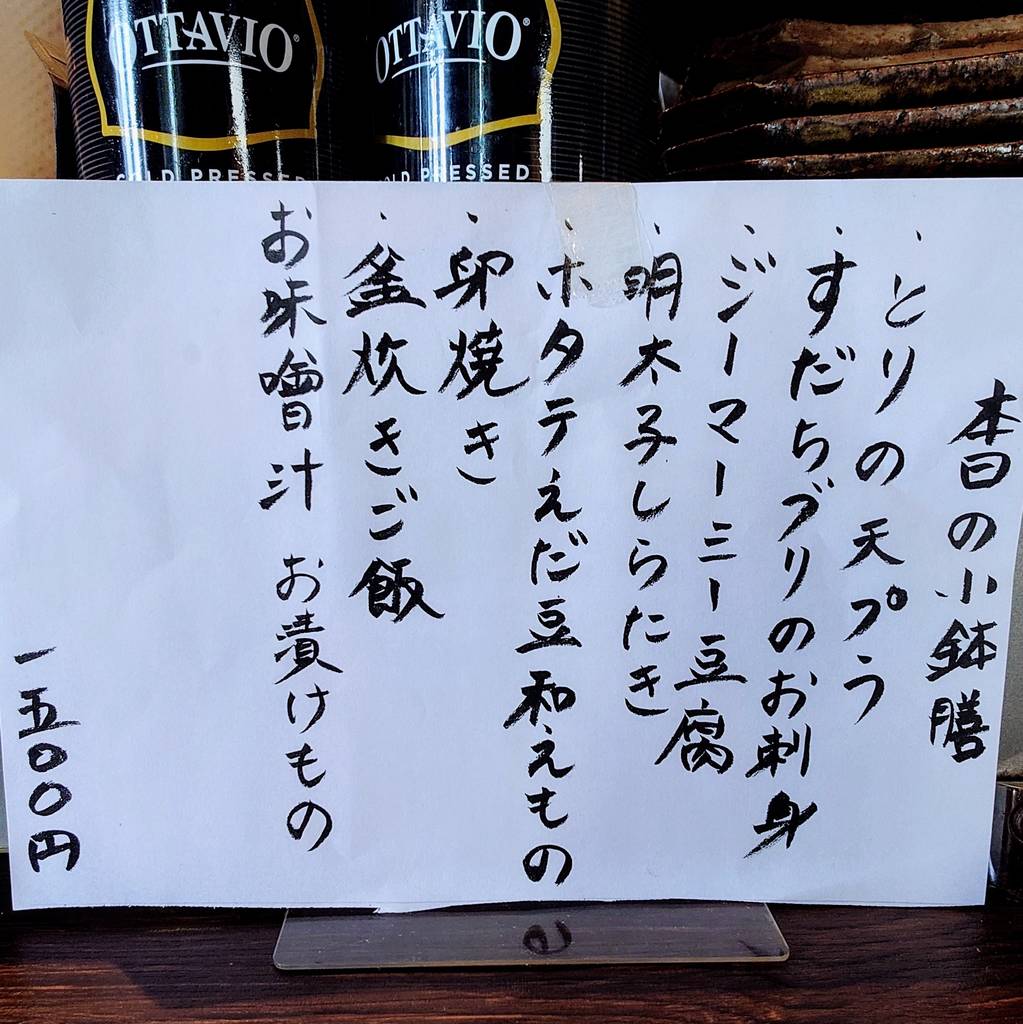 OTTAVIO®
COLD PRESSED
OTTAVIO®
OLD PRESSED
本日の小鉢膳
・とりの天プラ
・すだちブリのお刺身
・ジーマーミー豆腐
・明太子しらたき
・ホタテえだ豆和えもの
・卵焼き
・釜炊きご飯
お味噌汁 お漬けもの
一五〇〇円